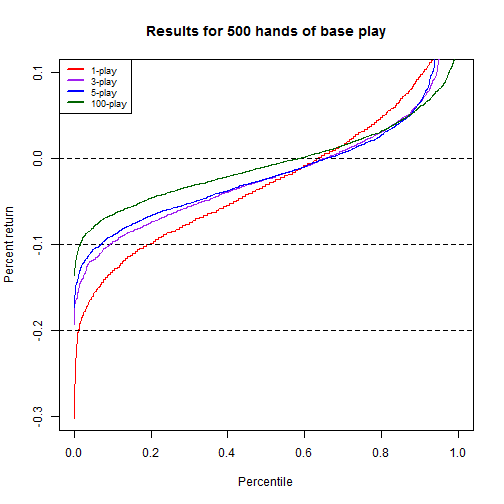 Results for 500 hands of base play
1-play
3-play
5-play
100-play
Percent return
0.1
0.0
-0.1
-0.2
-0.3
0.0 0.2 0.4 0.6 0.8 1.0
Percentile